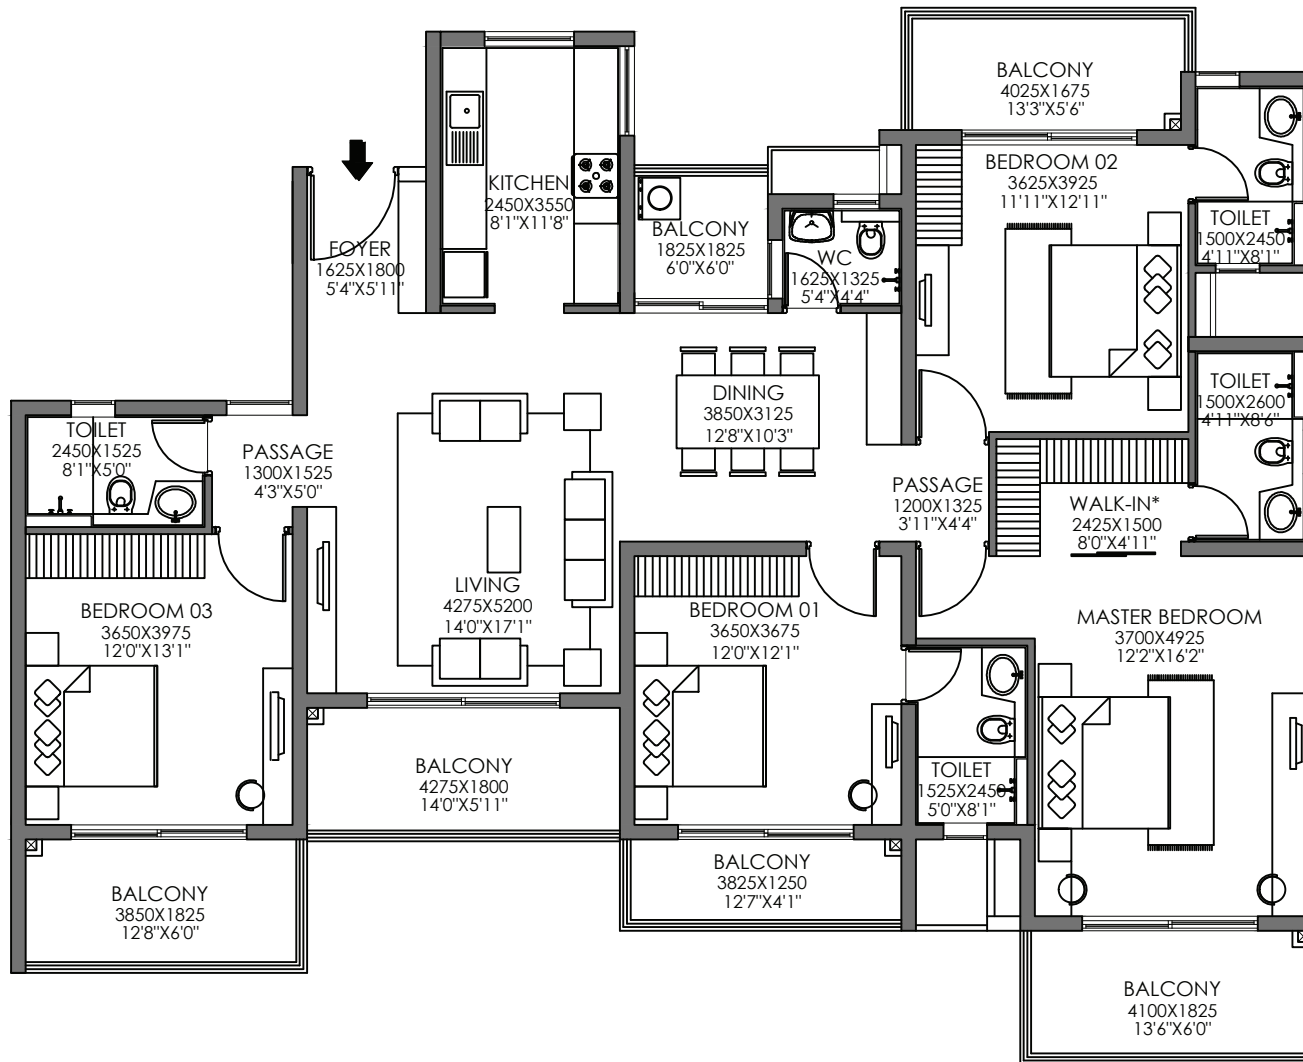 BALCONY
4025X1675
13'3"X5'6"
BEDROOM 02
3625X3925
11'11"X12'11"
KITCHEN
2450X3550
8'1"X11'8"
TOILET
1500X2450
4'11"X8'1"
BALCONY
1825X1825
6'0"X6'0"
FOYER
1625X1800
5'4"X5'11"
WC
1625X1325
5'4"X4'4"
TOILET
1500X2600
4'11"X8'6"
DINING
3850X3125
12'8"X10'3"
TOILET
2450X1525
8'1"X5'0"
PASSAGE
1300X1525
4'3"X5'0"
PASSAGE
1200X1325
3'11"X4'4"
WALK-IN*
2425X1500
8'0"X4'11"
LIVING
4275X5200
14'0"X17'1"
BEDROOM 03
3650X3975
12'0"X13'1"
BEDROOM 01
3650X3675
12'0"X12'1"
MASTER BEDROOM
3700X4925
12'2"X16'2"
BALCONY
4275X1800
14'0"X5'11"
TOILET
1525X2450
5'0"X8'1"
BALCONY
3825X1250
12'7"X4'1"
BALCONY
3850X1825
12'8"X6'0"
BALCONY
4100X1825
13'6"X6'0"